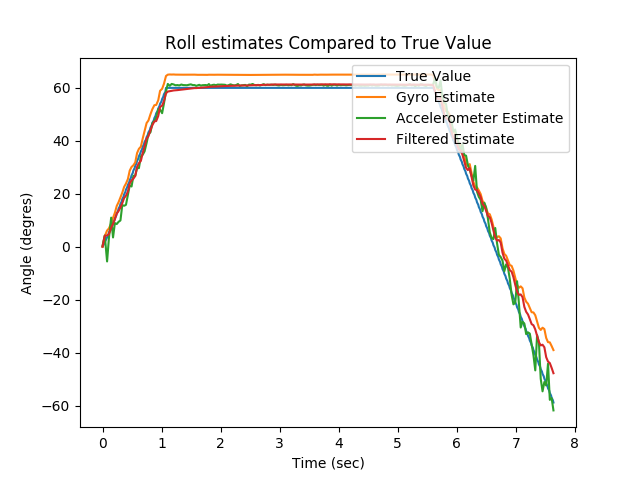 Roll estimates Compared to True Value
True Value
Gyro Estimate
Accelerometer Estimate
Filtered Estimate
60
40
20
0
−20
−40
−60
Angle (degres)
0 1 2 3 4 5 6 7 8
Time (sec)